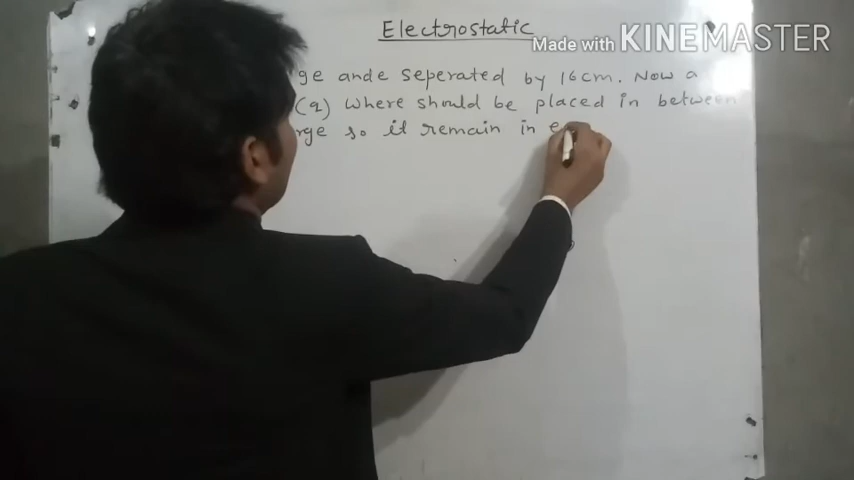 Electrostatic
Made with KINEMASTER
ge ande seperated by 16cm. Now a
(q) where should be placed in between
rge so it remain in e